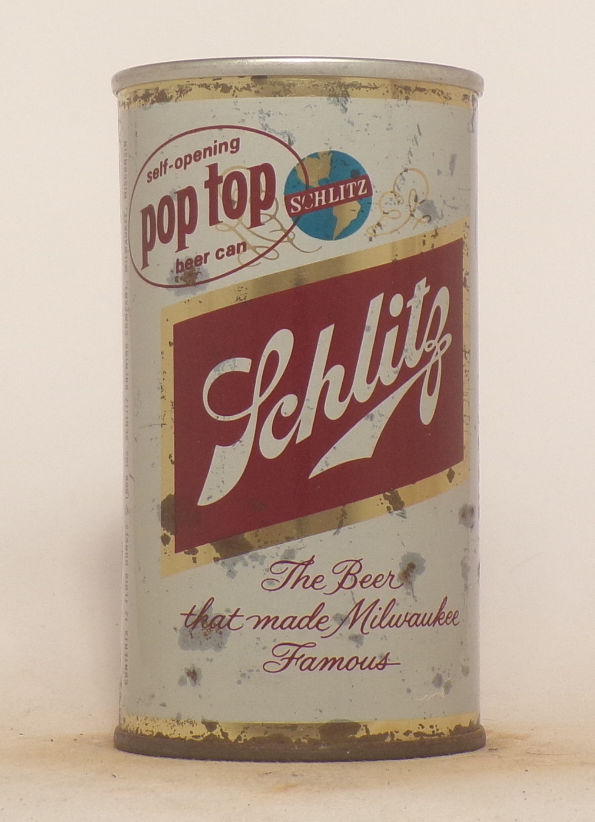 self-opening
pop top
beer can
SCHLITZ
Schlitz
The Beer
that made Milwaukee
Famous